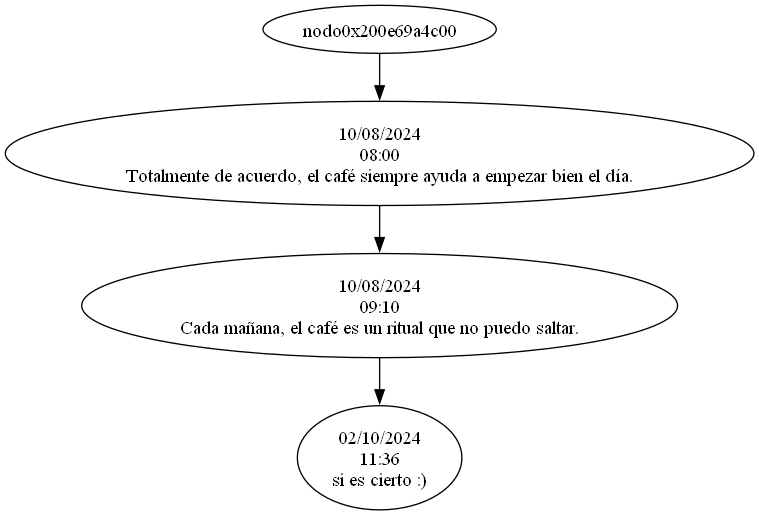 nodo0x200e69a4c00
10/08/2024
08:00
Totalmente de acuerdo, el café siempre ayuda a empezar bien el día.
10/08/2024
09:10
Cada mañana, el café es un ritual que no puedo saltar.
02/10/2024
11:36
si es cierto :)